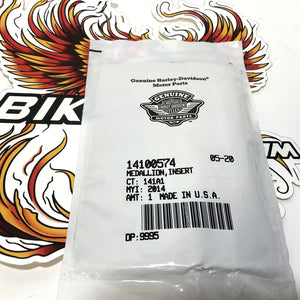 Genuine Harley-Davidson®
Motor Parts
GENUINE
MOTOR PARTS
14100574 05-20
MEDALLION,INSERT
CT: 141A1
MYI: 2014
AMT: 1 MADE IN U.S.A.
OP:9995
BIK